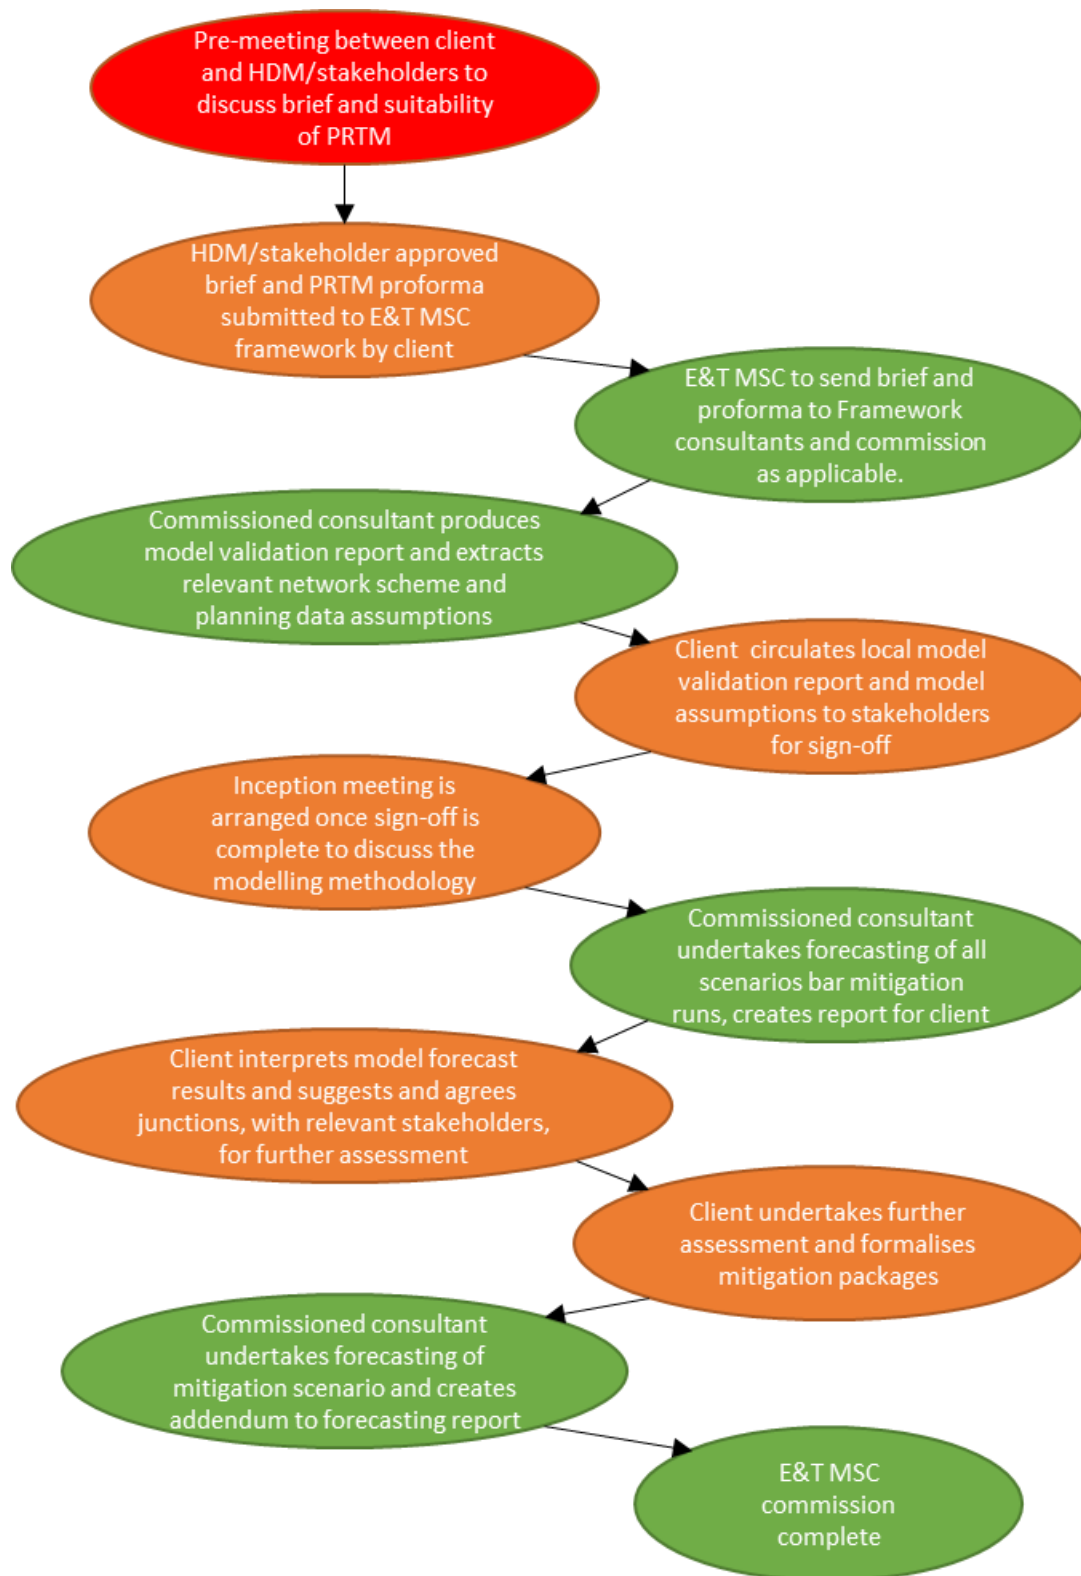 Pre-meeting between client
and HDM/stakeholders to
discuss brief and suitability
of PRTM
HDM/stakeholder approved
brief and PRTM proforma
submitted to E&T MSC
framework by client
E&T MSC to send brief and
proforma to Framework
consultants and commission
as applicable.
Commissioned consultant produces
model validation report and extracts
relevant network scheme and
planning data assumptions
Client circulates local model
validation report and model
assumptions to stakeholders
for sign-off
Inception meeting is
arranged once sign-off is
complete to discuss the
modelling methodology
Commissioned consultant
undertakes forecasting of all
scenarios bar mitigation
runs, creates report for client
Client interprets model forecast
results and suggests and agrees
junctions, with relevant stakeholders,
for further assessment
Client undertakes further
assessment and formalises
mitigation packages
Commissioned consultant
undertakes forecasting of
mitigation scenario and creates
addendum to forecasting report
E&T MSC
commission
complete